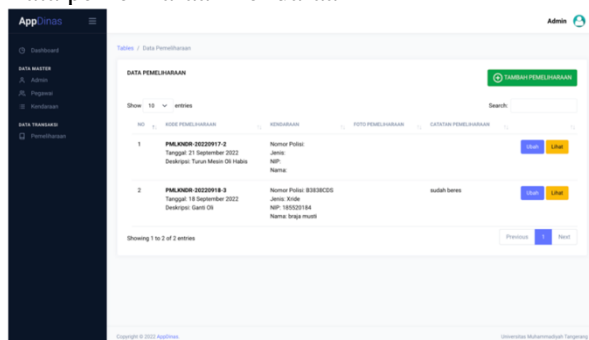 AppDinas
Admin
Dashboard
DATA MASTER
Admin
Pegawai
Kendaraan
DATA TRANSAKSI
Pemeliharaan
Tables / Data Pemeliharaan
DATA PEMELIHARAAN
TAMBAH PEMELIHARAAN
Show 10 entries
Search:
NO KODE PEMELIHARAAN KENDARAAN FOTO PEMELIHARAAN CATATAN PEMELIHARAAN
1 PMLKNDR-20220917-2 Nomor Polisi: Ubah Lihat
Tanggal: 21 September 2022 Jenis:
Deskripsi: Turun Mesin Oli Habis NIP:
Nama:
2 PMLKNDR-20220918-3 Nomor Polisi: B3838CDS sudah beres Ubah Lihat
Tanggal: 18 September 2022 Jenis: Xride
Deskripsi: Ganti Oli NIP: 185520184
Nama: braja musti
Showing 1 to 2 of 2 entries
Previous 1 Next
Copyright © 2022 AppDinas
Universitas Muhammadiyah Tangerang